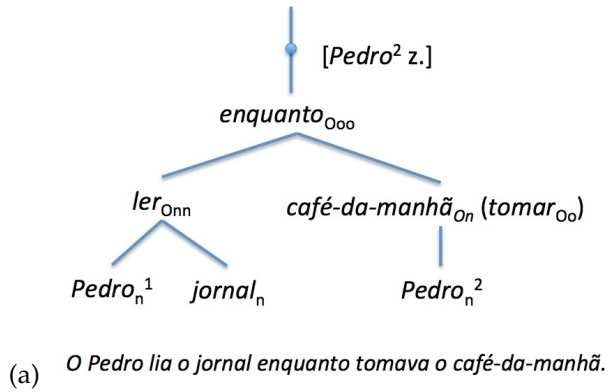 [Pedro² z.]
enquantoOoo
lerOnn café-da-manhãOn (tomarOo)
Pedron¹ jornaln Pedron²
(a) O Pedro lia o jornal enquanto tomava o café-da-manhã.